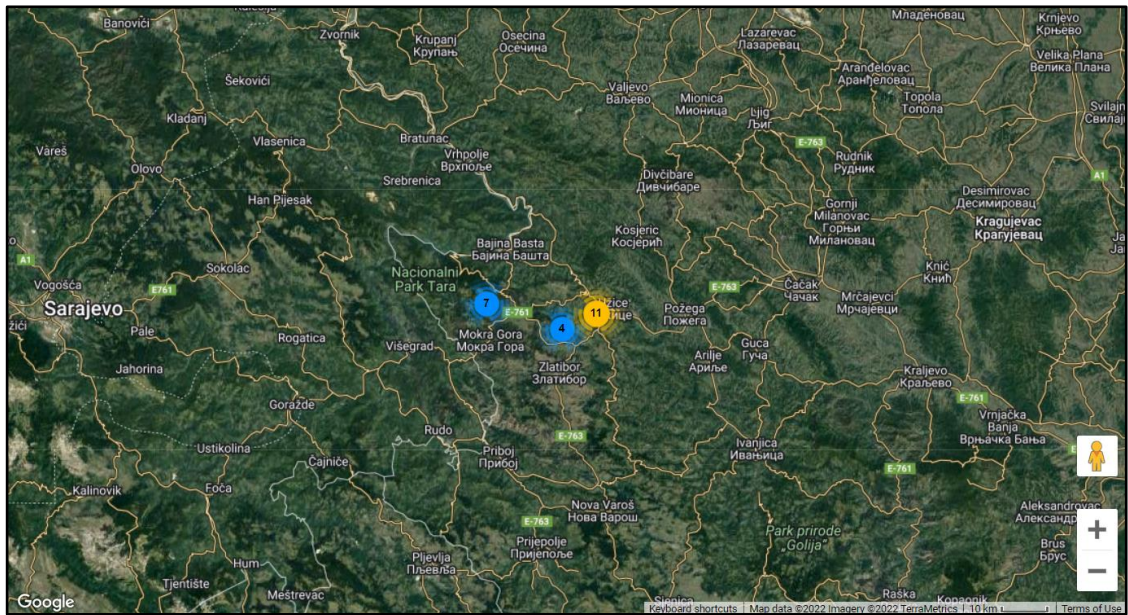 Banovići
Zvornik
Krupanj
Крупањ
Osecina
Осечина
Lazarevac
Лазаревац
Младеновац
Krnjevo
Крњево
Velika Plana
Велика Плана
Šekovići
Aranđelovac
Аранђеловац
Valjevo
Ваљево
Mionica
Мионица
Topola
Топола
Ljig
Љиг
Kladanj
Vlasenica
Bratunac
Vrhpolje
Врхпоље
E-763
Rudnik
Рудник
Vareš
Olovo
Srebrenica
Divčibare
Дивчибаре
A1
Han Pijesak
Desimirovac
Десимировац
Gornji
Milanovac
Горњи
Милановац
Kragujevac
Крагујевац
Kosjeric
Косјерић
Bajina Basta
Бајина Башта
A1
Sokolac
Nacionalni
Park Tara
Knić
Кнић
Vogošća
E761
Čačak
Чачак
E-763
Mrčajevci
Мрчајевци
Sarajevo
7
E-761
4
11
Požega
Пожега
Pale
Rogatica
Mokra Gora
Мокра Гора
Višegrad
Guca
Гуча
Arilje
Ариље
Jahorina
Zlatibor
Златибор
Kraljevo
Краљево
E-761
Goražde
Vrnjačka
Banja
Врњачка Бања
Rudo
E-763
Ustikolina
Čajniče
Priboj
Прибој
Ivanjica
Ивањица
E-761
Kalinovik
Foča
Nova Varoš
Нова Варош
E-763
Prijepolje
Пријепоље
Park prirode
"Golija"
Brus
Брус
Hum
Pljevlja
Пљевља
Tjentište
Meštrevac
Sjenica
Raška
Kopaonik
Google
Keyboard shortcuts
Map data ©2022 Imagery ©2022 TerraMetrics
10 km
Terms of Use